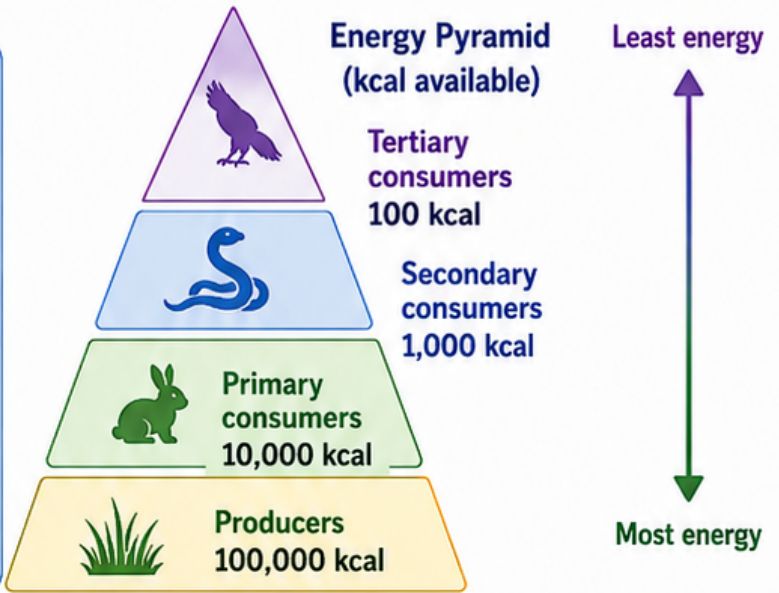 Energy Pyramid
(kcal available)
Least energy
Tertiary
consumers
100 kcal
Secondary
consumers
1,000 kcal
Primary
consumers
10,000 kcal
Producers
100,000 kcal
Most energy